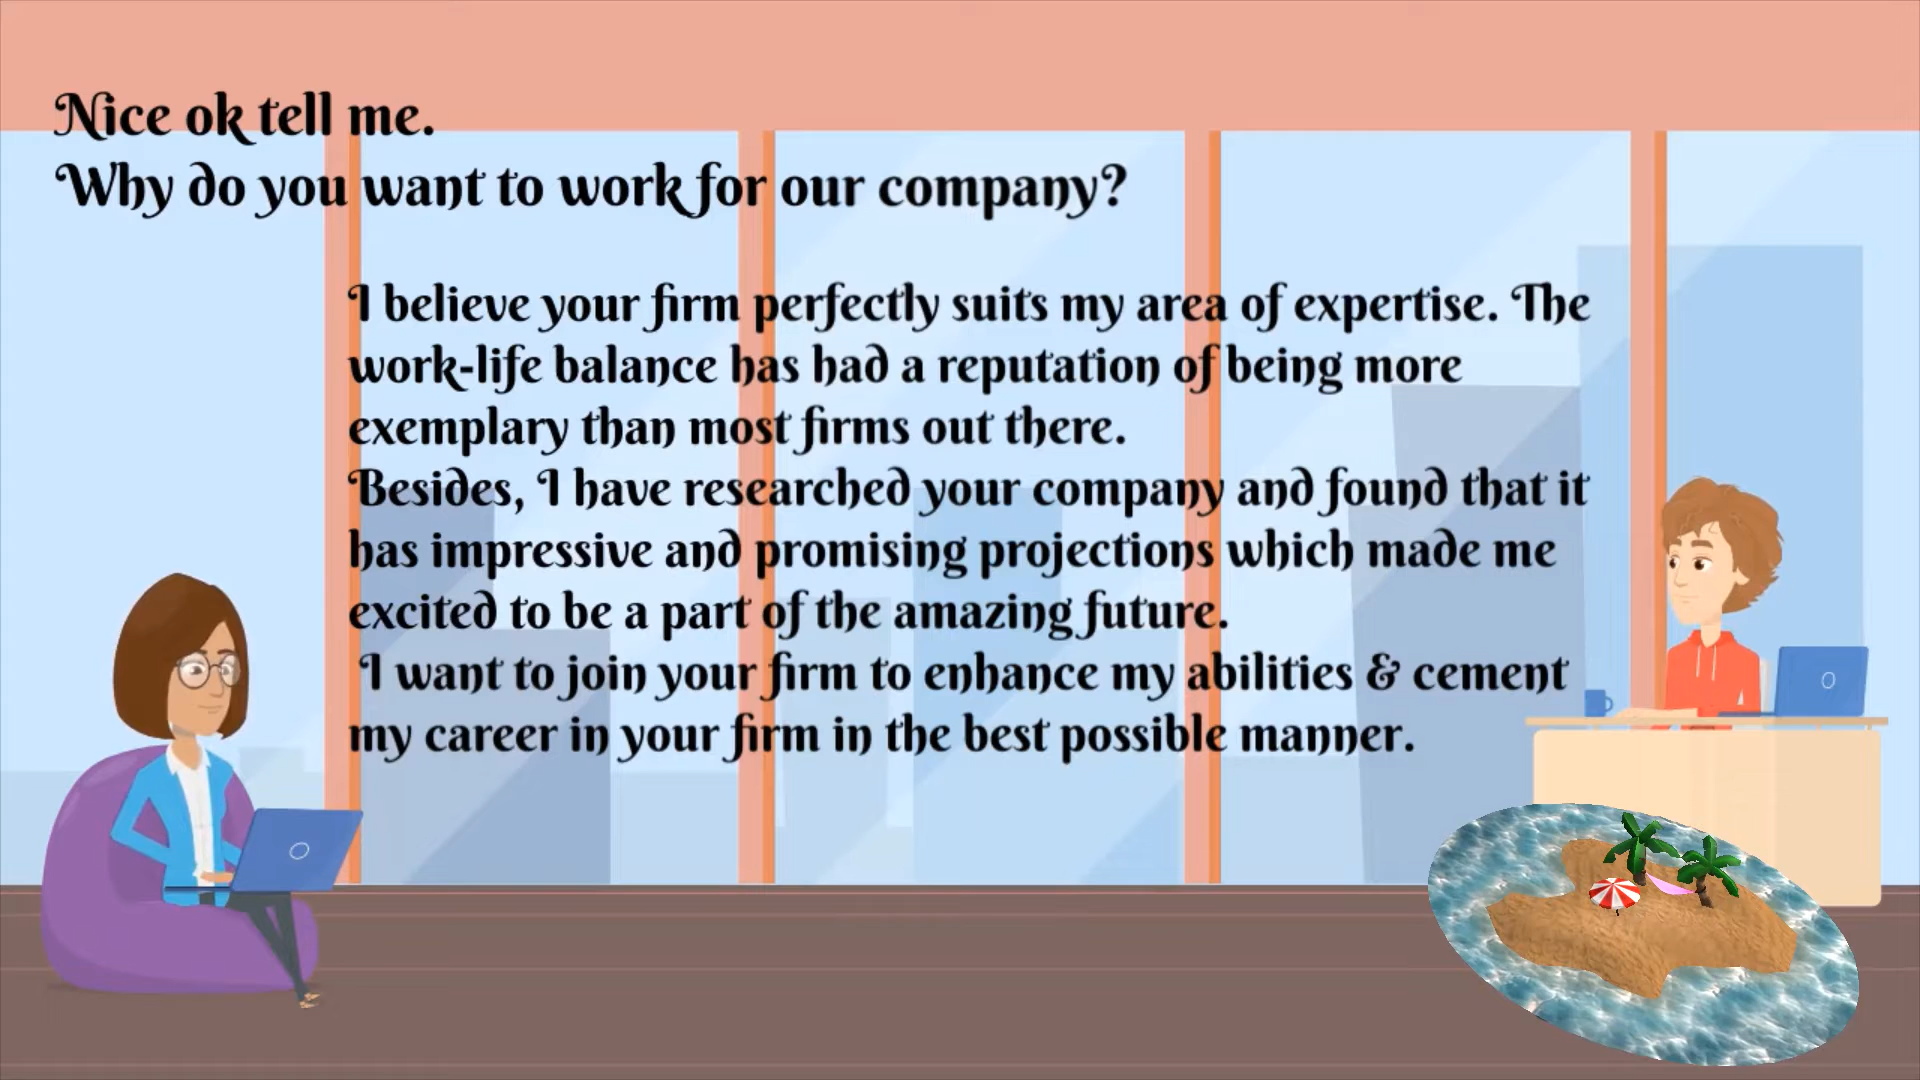 Nice ok tell me.
Why do you want to work for our company?
I believe your firm perfectly suits my area of expertise. The
work-life balance has had a reputation of being more
exemplary than most firms out there.
Besides, I have researched your company and found that it
has impressive and promising projections which made me
excited to be a part of the amazing future.
I want to join your firm to enhance my abilities & cement
my career in your firm in the best possible manner.